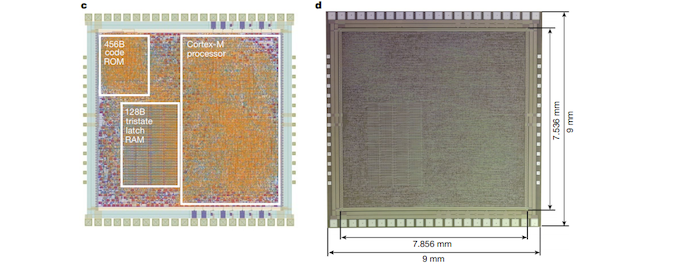 c
456B
code
ROM
Cortex-M
processor
128B
tristate
latch
RAM
d
7.536 mm
9 mm
7.856 mm
9 mm